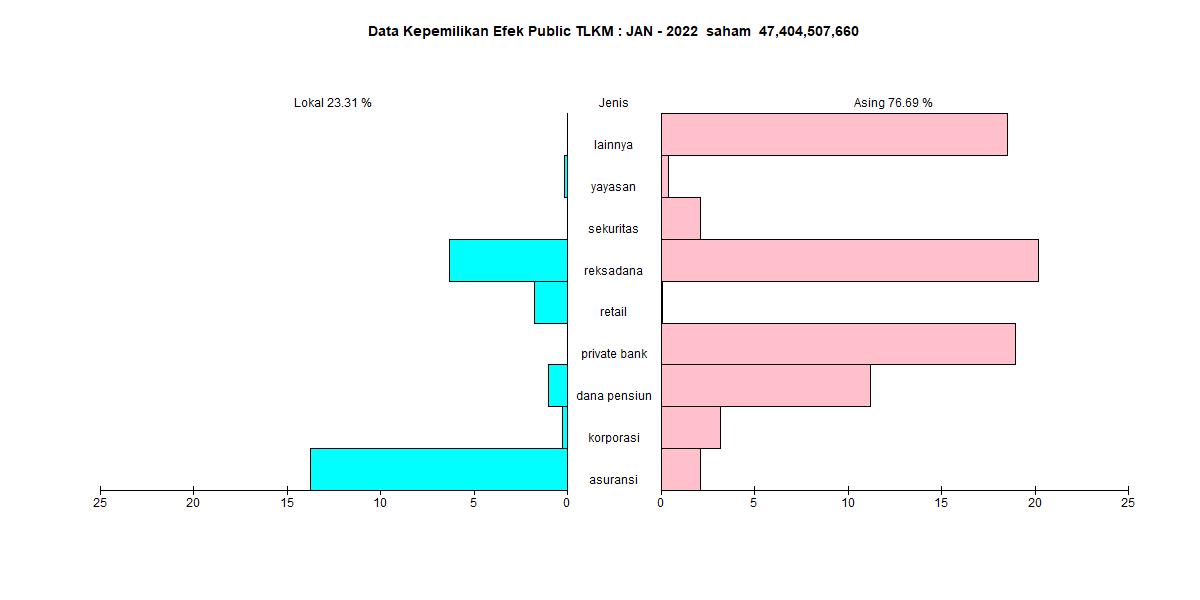 Data Kepemilikan Efek Public TLKM : JAN - 2022  saham  47,404,507,660
Lokal 23.31 %
Jenis
Asing 76.69 %
lainnya
yayasan
sekuritas
reksadana
retail
private bank
dana pensiun
korporasi
asuransi
25 20 15 10 5 0
0 5 10 15 20 25